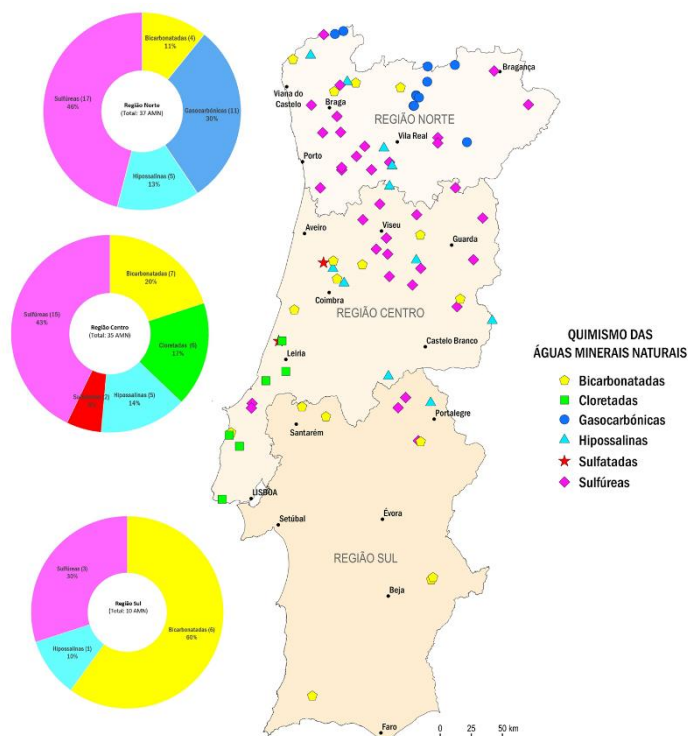 Bicarbonatadas (4)
11%
Sulfúreas (17)
46%
Região Norte
(Total: 37 AMN)
Gasocarbónicas (11)
30%
Hipossalinas (5)
13%
Bicarbonatadas (7)
20%
Sulfúreas (15)
43%
Região Centro
(Total: 35 AMN)
Cloretadas (6)
17%
Hipossalinas (5)
14%
Sulfúreas (3)
30%
Região Sul
(Total: 10 AMN)
Bicarbonatadas (6)
60%
Hipossalinas (1)
10%
Bragança
Viana do
Castelo
Braga
REGIÃO NORTE
Vila Real
Porto
Aveiro
Viseu
Guarda
Coimbra
REGIÃO CENTRO
Castelo Branco
Leiria
Santarém
Portalegre
LISBOA
Setúbal
Évora
REGIÃO SUL
Beja
Faro
0 25 50 km
QUIMISMO DAS
ÁGUAS MINERAIS NATURAIS
Bicarbonatadas
Cloretadas
Gasocarbónicas
Hipossalinas
Sulfatadas
Sulfúreas